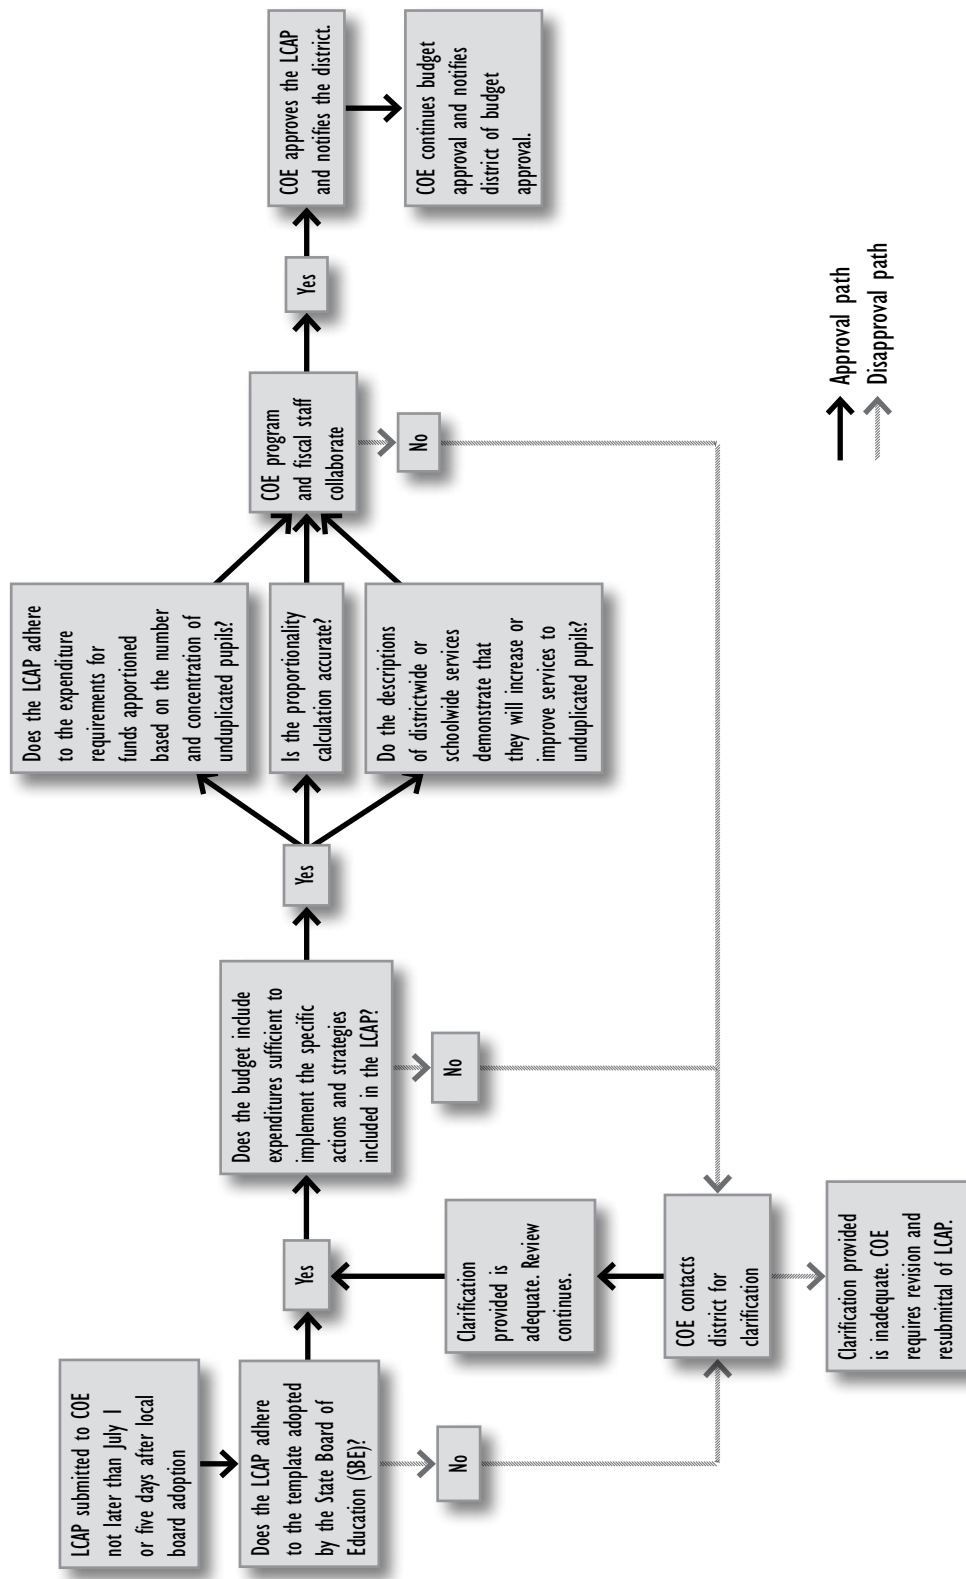 LCAP submitted to COE
not later than July 1
or five days after local
board adoption
Does the LCAP adhere
to the template adopted
by the State Board of
Education (SBE)?
No
Yes
Clarification
provided is
adequate. Review
continues.
COE contacts
district for
clarification
Clarification provided
is inadequate. COE
requires revision and
resubmittal of LCAP.
Does the budget include
expenditures sufficient to
implement the specific
actions and strategies
included in the LCAP?
No
Yes
Does the LCAP adhere
to the expenditure
requirements for
funds apportioned
based on the number
and concentration of
unduplicated pupils?
Is the proportionality
calculation accurate?
Do the descriptions
of districtwide or
schoolwide services
demonstrate that
they will increase or
improve services to
unduplicated pupils?
COE program
and fiscal staff
collaborate
No
Yes
COE approves the LCAP
and notifies the district.
COE continues budget
approval and notifies
district of budget
approval.
Approval path
Disapproval path